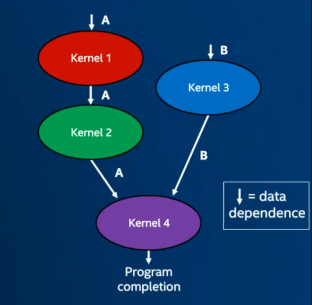 A
Kernel 1
B
A
Kernel 3
Kernel 2
A
B
Kernel 4
↓ = data
dependence
Program
completion